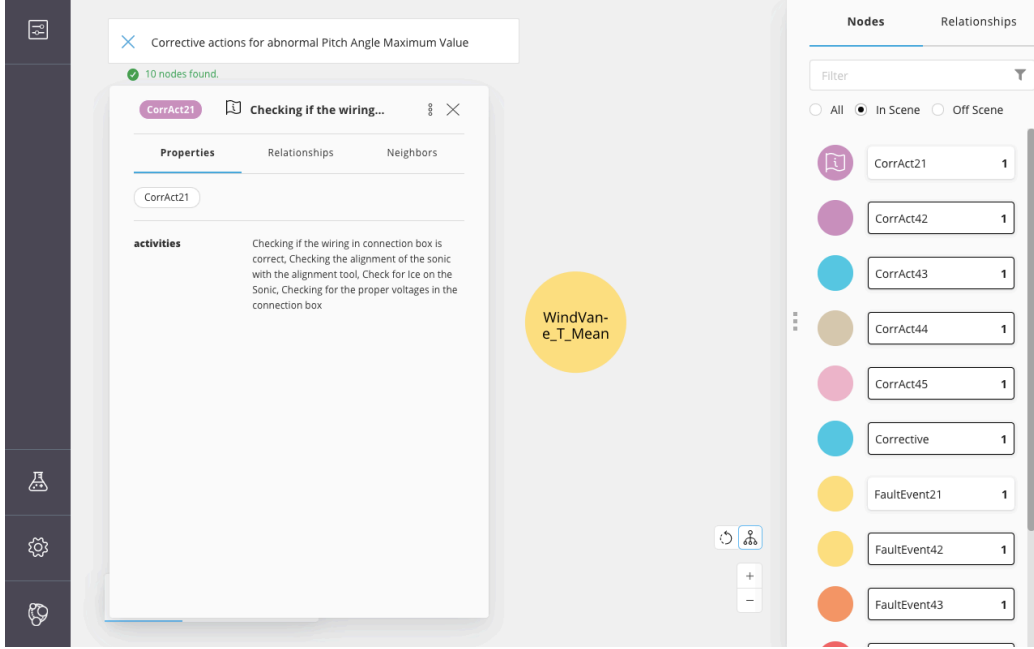 Corrective actions for abnormal Pitch Angle Maximum Value
10 nodes found.
CorrAct21
Checking if the wiring...
Properties Relationships Neighbors
CorrAct21
activities
Checking if the wiring in connection box is
correct, Checking the alignment of the sonic
with the alignment tool, Check for Ice on the
Sonic, Checking for the proper voltages in the
connection box
WindVan-
e_T_Mean
Nodes Relationships
Filter
All In Scene Off Scene
CorrAct21 1
CorrAct42 1
CorrAct43 1
CorrAct44 1
CorrAct45 1
Corrective 1
FaultEvent21 1
FaultEvent42 1
FaultEvent43 1